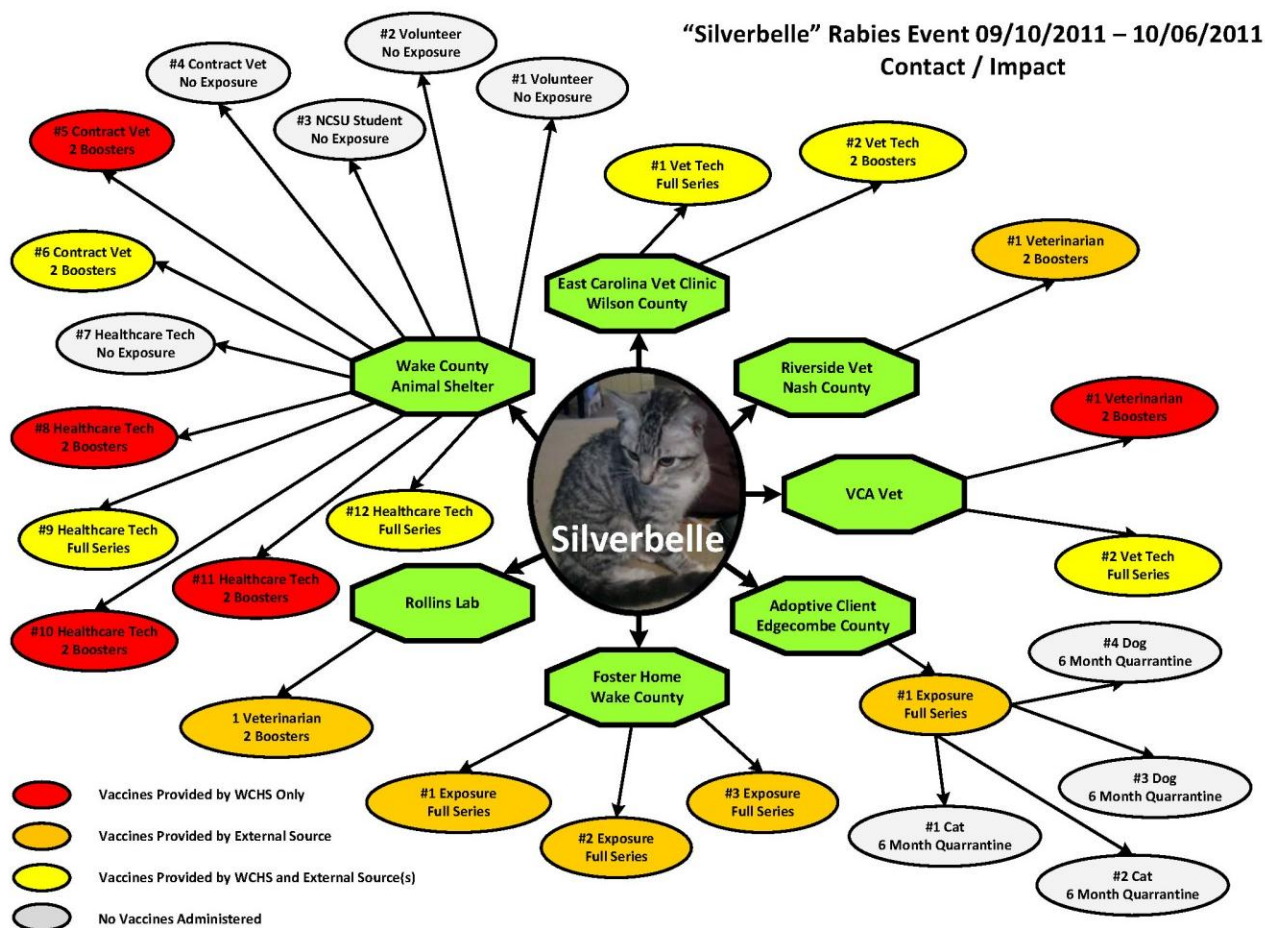 "Silverbelle" Rabies Event 09/10/2011 – 10/06/2011
Contact / Impact
#2 Volunteer
No Exposure
#4 Contract Vet
No Exposure
#1 Volunteer
No Exposure
#3 NCSU Student
No Exposure
#5 Contract Vet
2 Boosters
#1 Vet Tech
Full Series
#2 Vet Tech
2 Boosters
#6 Contract Vet
2 Boosters
#1 Veterinarian
2 Boosters
East Carolina Vet Clinic
Wilson County
#7 Healthcare Tech
No Exposure
Wake County
Animal Shelter
Riverside Vet
Nash County
#8 Healthcare Tech
2 Boosters
#1 Veterinarian
2 Boosters
VCA Vet
#9 Healthcare Tech
Full Series
#12 Healthcare Tech
Full Series
Silverbelle
#2 Vet Tech
Full Series
#11 Healthcare Tech
2 Boosters
Rollins Lab
Adoptive Client
Edgecombe County
#10 Healthcare Tech
2 Boosters
#4 Dog
6 Month Quarrantine
Foster Home
Wake County
#1 Exposure
Full Series
1 Veterinarian
2 Boosters
#3 Dog
6 Month Quarrantine
#1 Exposure
Full Series
#3 Exposure
Full Series
#2 Exposure
Full Series
#1 Cat
6 Month Quarrantine
#2 Cat
6 Month Quarrantine
Vaccines Provided by WCHS Only
Vaccines Provided by External Source
Vaccines Provided by WCHS and External Source(s)
No Vaccines Administered